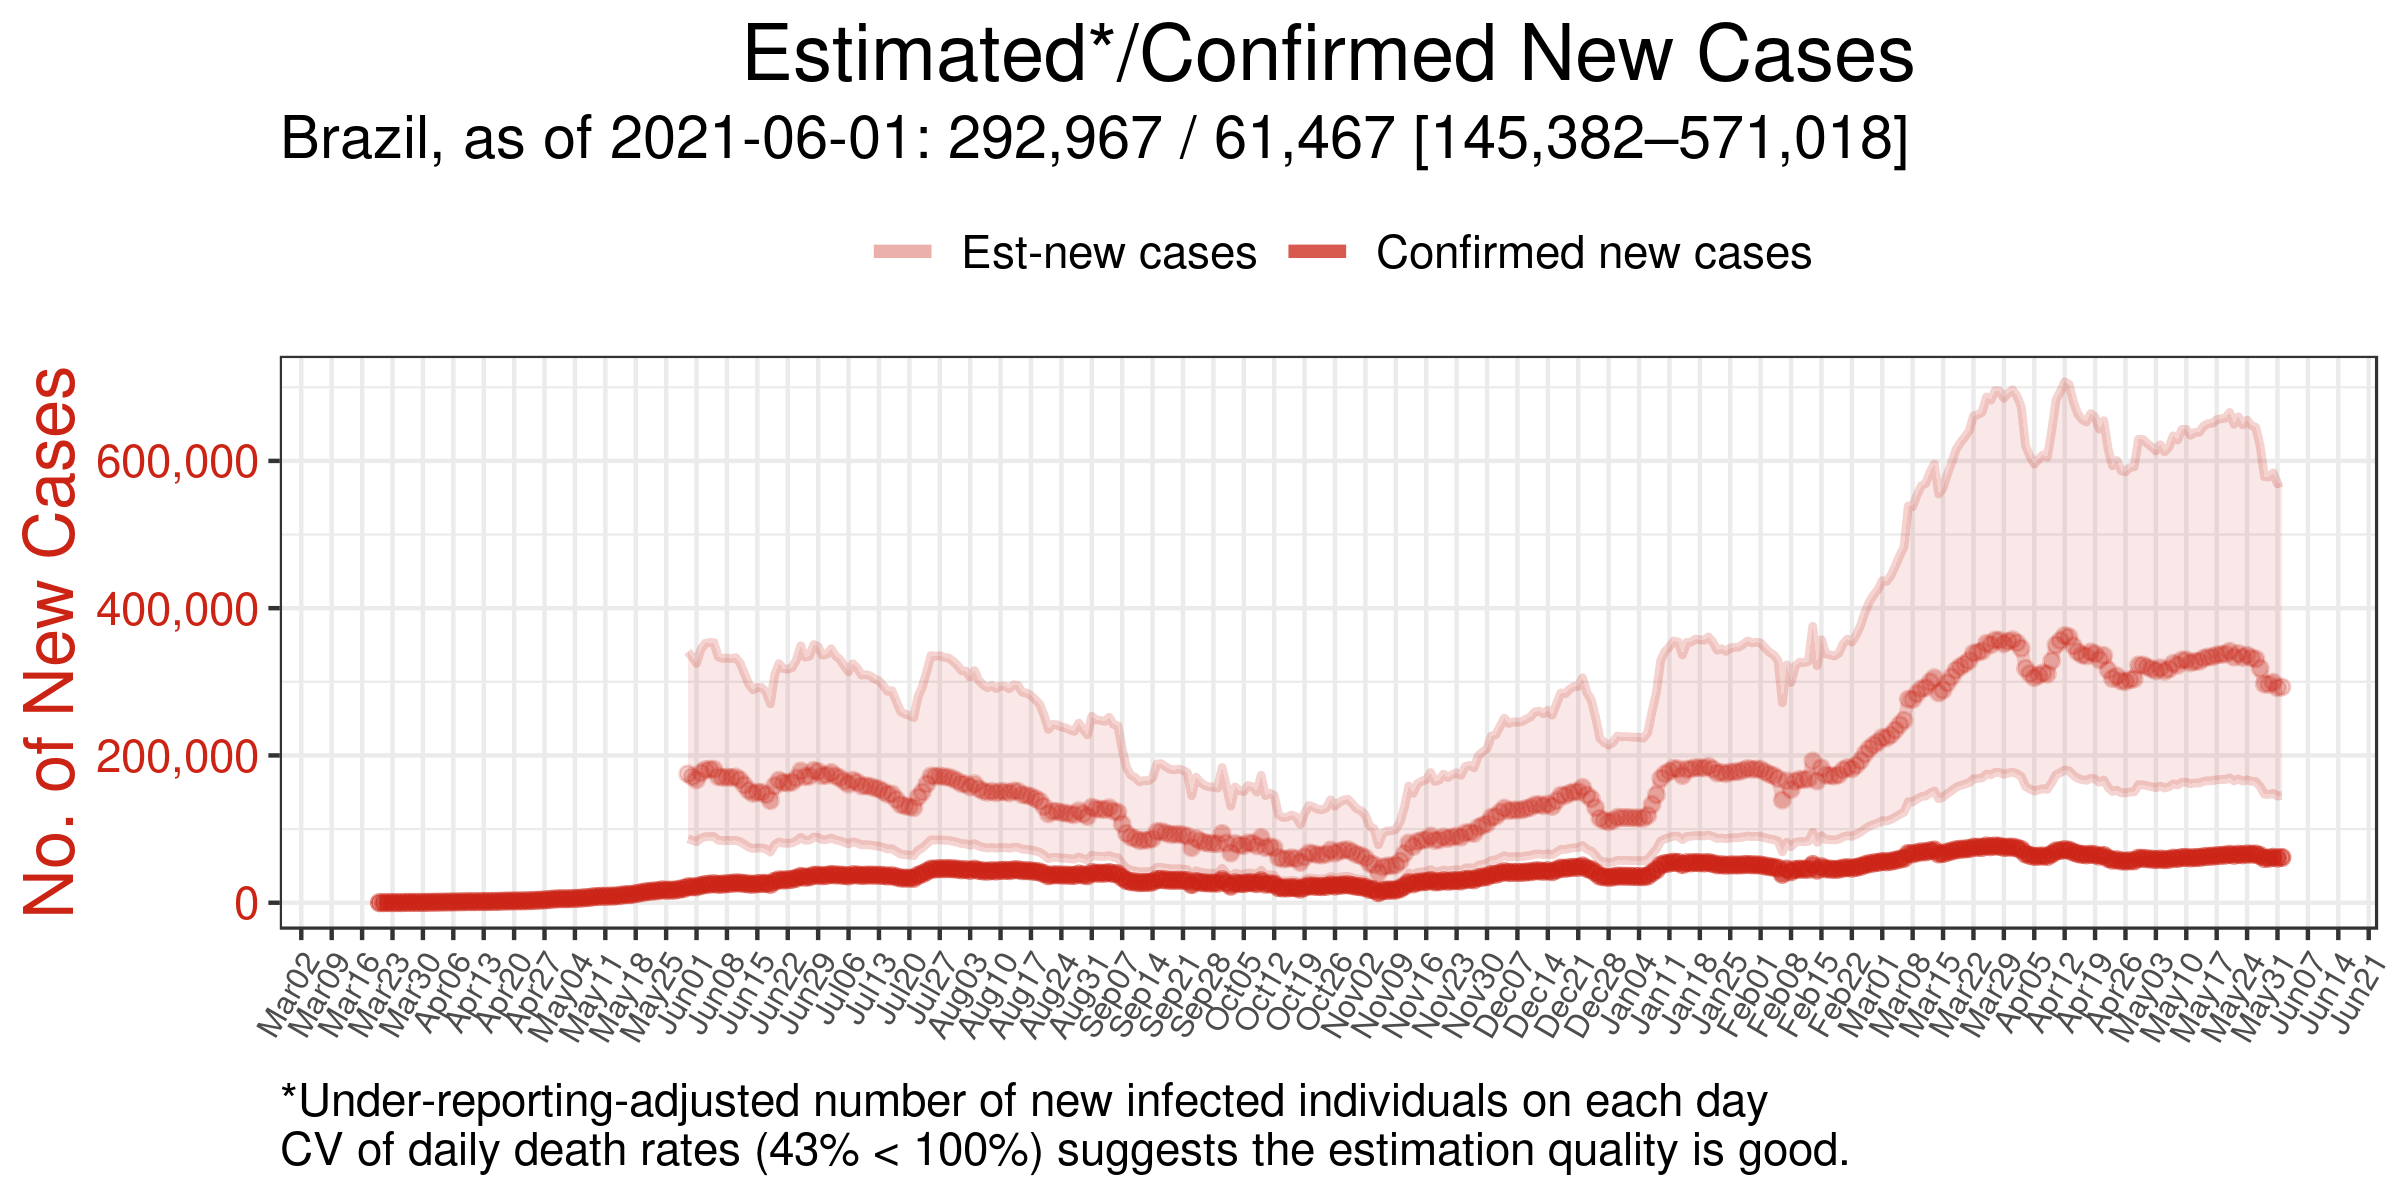 Estimated*/Confirmed New Cases
Brazil, as of 2021-06-01: 292,967 / 61,467 [145,382–571,018]
Est-new cases Confirmed new cases
No. of New Cases
600,000
400,000
200,000
0
Mar02 Mar09 Mar16 Mar23 Mar30 Apr06 Apr13 Apr20 Apr27 May04 May11 May18 May25 Jun01 Jun08 Jun15 Jun22 Jun29 Jul06 Jul13 Jul20 Jul27 Aug03 Aug10 Aug17 Aug24 Aug31 Sep07 Sep14 Sep21 Sep28 Oct05 Oct12 Oct19 Oct26 Nov02 Nov09 Nov16 Nov23 Nov30 Dec07 Dec14 Dec21 Dec28 Jan04 Jan11 Jan18 Jan25 Feb01 Feb08 Feb15 Feb22 Mar01 Mar08 Mar15 Mar22 Mar29 Apr05 Apr12 Apr19 Apr26 May03 May10 May17 May24 May31 Jun07 Jun14 Jun21
*Under-reporting-adjusted number of new infected individuals on each day
CV of daily death rates (43% < 100%) suggests the estimation quality is good.